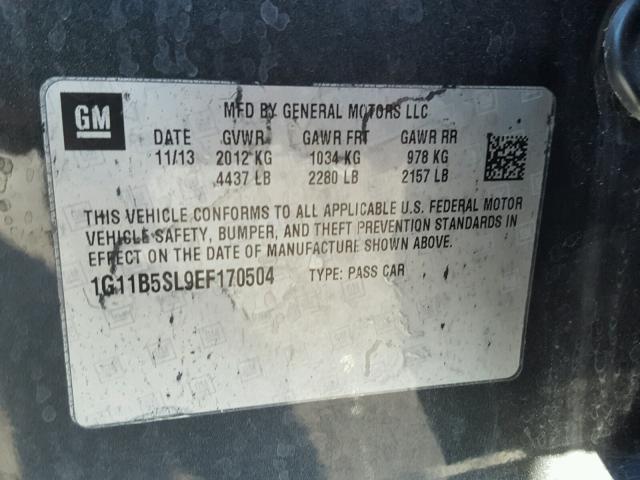 GM
MFD BY GENERAL MOTORS LLC
DATE GVWR GAWR FRT GAWR RR
11/13 2012 KG 1034 KG 978 KG
4437 LB 2280 LB 2157 LB
THIS VEHICLE CONFORMS TO ALL APPLICABLE U.S. FEDERAL MOTOR
VEHICLE SAFETY, BUMPER, AND THEFT PREVENTION STANDARDS IN
EFFECT ON THE DATE OF MANUFACTURE SHOWN ABOVE.
1G11B5SL9EF170504 TYPE: PASS CAR